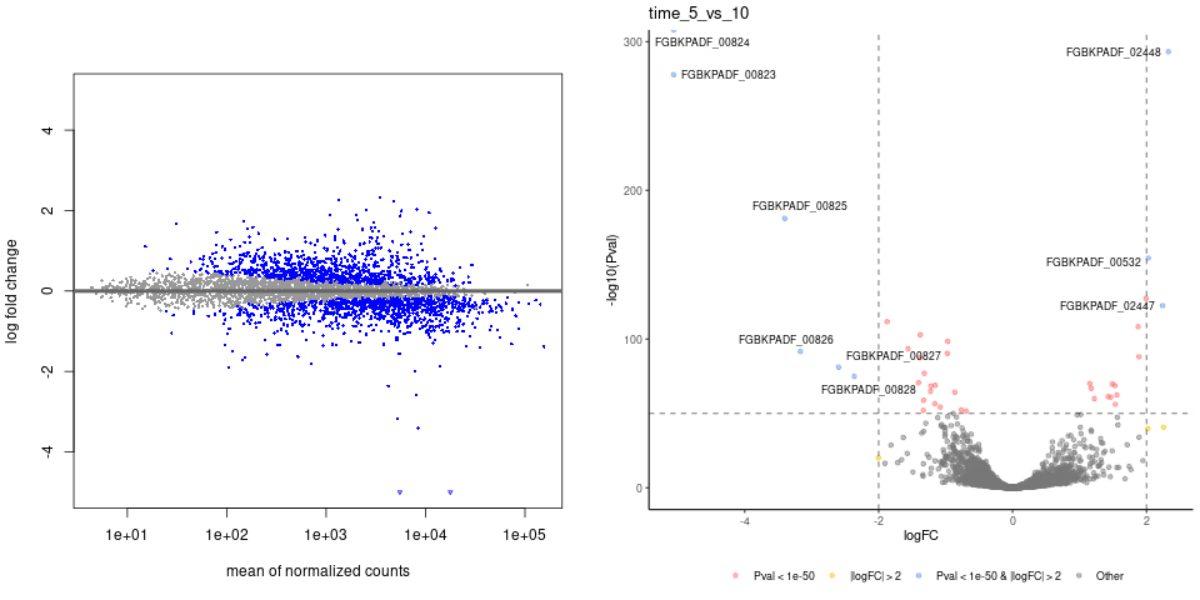 4
2
0
-2
-4
log fold change
1e+01 1e+02 1e+03 1e+04 1e+05
mean of normalized counts
time_5_vs_10
300
200
100
0
-log10(Pval)
FGBKPADF_00824
FGBKPADF_02448
FGBKPADF_00823
FGBKPADF_00825
FGBKPADF_00532
FGBKPADF_02447
FGBKPADF_00826
FGBKPADF_00827
FGBKPADF_00828
-4 -2 0 2
logFC
Pval < 1e-50 |logFC| > 2 Pval < 1e-50 & |logFC| > 2 Other